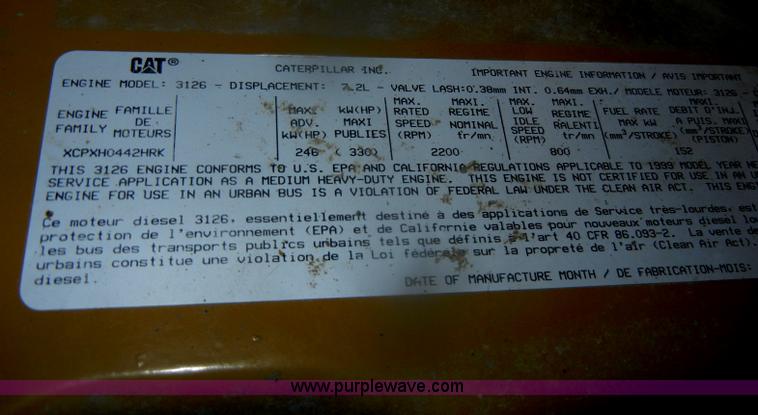 CAT®
CATERPILLAR INC. IMPORTANT ENGINE INFORMATION / AVIS IMPORTANT
ENGINE MODEL: 3126 - DISPLACEMENT: 7.2L - VALVE LASH:0.38mm INT. 0.64mm EXH./ MODELE MOTEUR: 3126 -
ENGINE FAMILY FAMILLE DE MOTEURS MAX. ADV. kW(HP) kW(HP) MAXI PUBLIES MAX. RATED SPEED (RPM) MAXI. REGIME NOMINAL tr/mn MAX. LOW IDLE SPEED (RPM) MAXI. REGIME RALENTI tr/mn FUEL RATE MAX kW (mm³/STROKE) MAXI. DEBIT D'INJ. A PUIS. MAXI (mm³/STROKE) (PISTON)
XCPXH0442HRK 246 ( 330) 2200 800 152
THIS 3126 ENGINE CONFORMS TO U.S. EPA AND CALIFORNIA REGULATIONS APPLICABLE TO 1999 MODEL YEAR
SERVICE APPLICATION AS A MEDIUM HEAVY-DUTY ENGINE. THIS ENGINE IS NOT CERTIFIED FOR USE IN AN
ENGINE FOR USE IN AN URBAN BUS IS A VIOLATION OF FEDERAL LAW UNDER THE CLEAN AIR ACT. THIS
Ce moteur diesel 3126, essentiellement destiné à des applications de Service très-lourdes,
protection de l'environnement (EPA) et de Californie valables pour nouveaux moteurs diesel
les bus des transports publics urbains tels que définis à l'art 40 CFR 86.093-2. La vente
urbains constitue une violation de la Loi fédérale sur la propreté de l'air (Clean Air Act).
diesel.
DATE OF MANUFACTURE MONTH / DE FABRICATION-MOIS:
www.purplewave.com